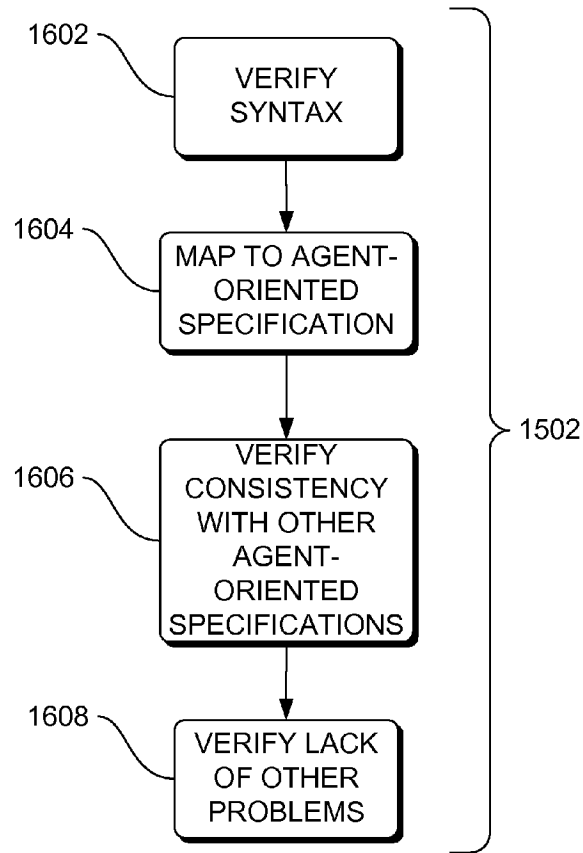 1602
VERIFY
SYNTAX
1604
MAP TO AGENT-
ORIENTED
SPECIFICATION
1502
1606
VERIFY
CONSISTENCY
WITH OTHER
AGENT-
ORIENTED
SPECIFICATIONS
1608
VERIFY LACK
OF OTHER
PROBLEMS